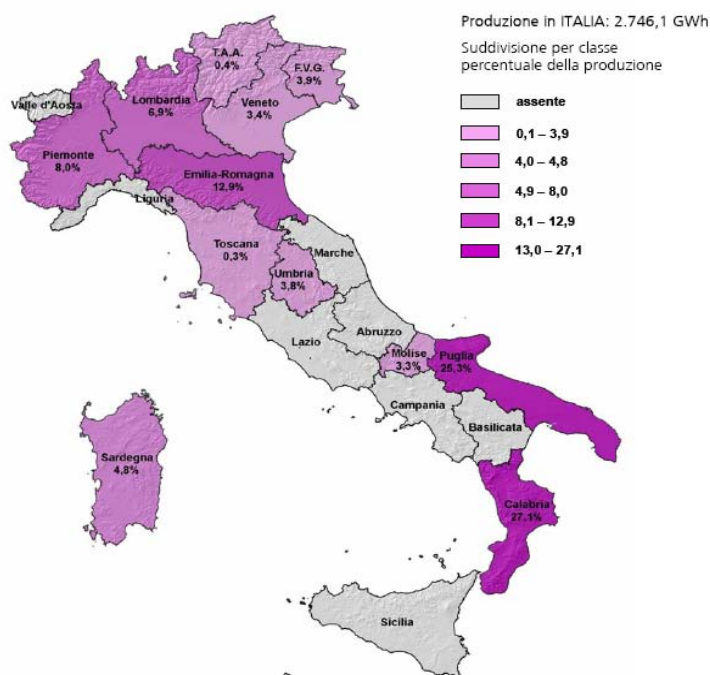 Produzione in ITALIA: 2.746,1 GWh
Suddivisione per classe
percentuale della produzione
assente
0,1 – 3,9
4,0 – 4,8
4,9 – 8,0
8,1 – 12,9
13,0 – 27,1
T.A.A.
0,4%
F.V.G.
3,9%
Valle d'Aosta
Lombardia
6,9%
Veneto
3,4%
Piemonte
8,0%
Emilia-Romagna
12,9%
Liguria
Toscana
0,3%
Marche
Umbria
3,8%
Lazio
Abruzzo
Molise
3,3%
Puglia
25,3%
Campania
Basilicata
Sardegna
4,8%
Calabria
27,1%
Sicilia